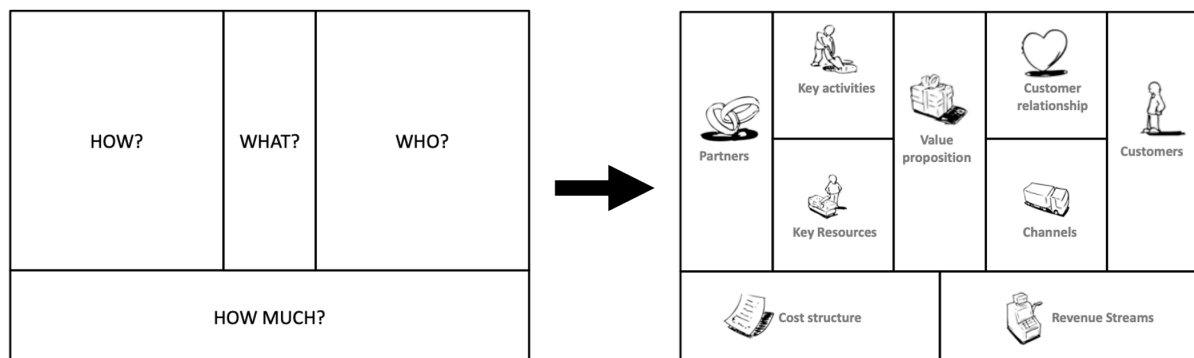 HOW?
WHAT?
WHO?
HOW MUCH?
Partners
Key activities
Key Resources
Value
proposition
Customer
relationship
Channels
Customers
Cost structure
Revenue Streams